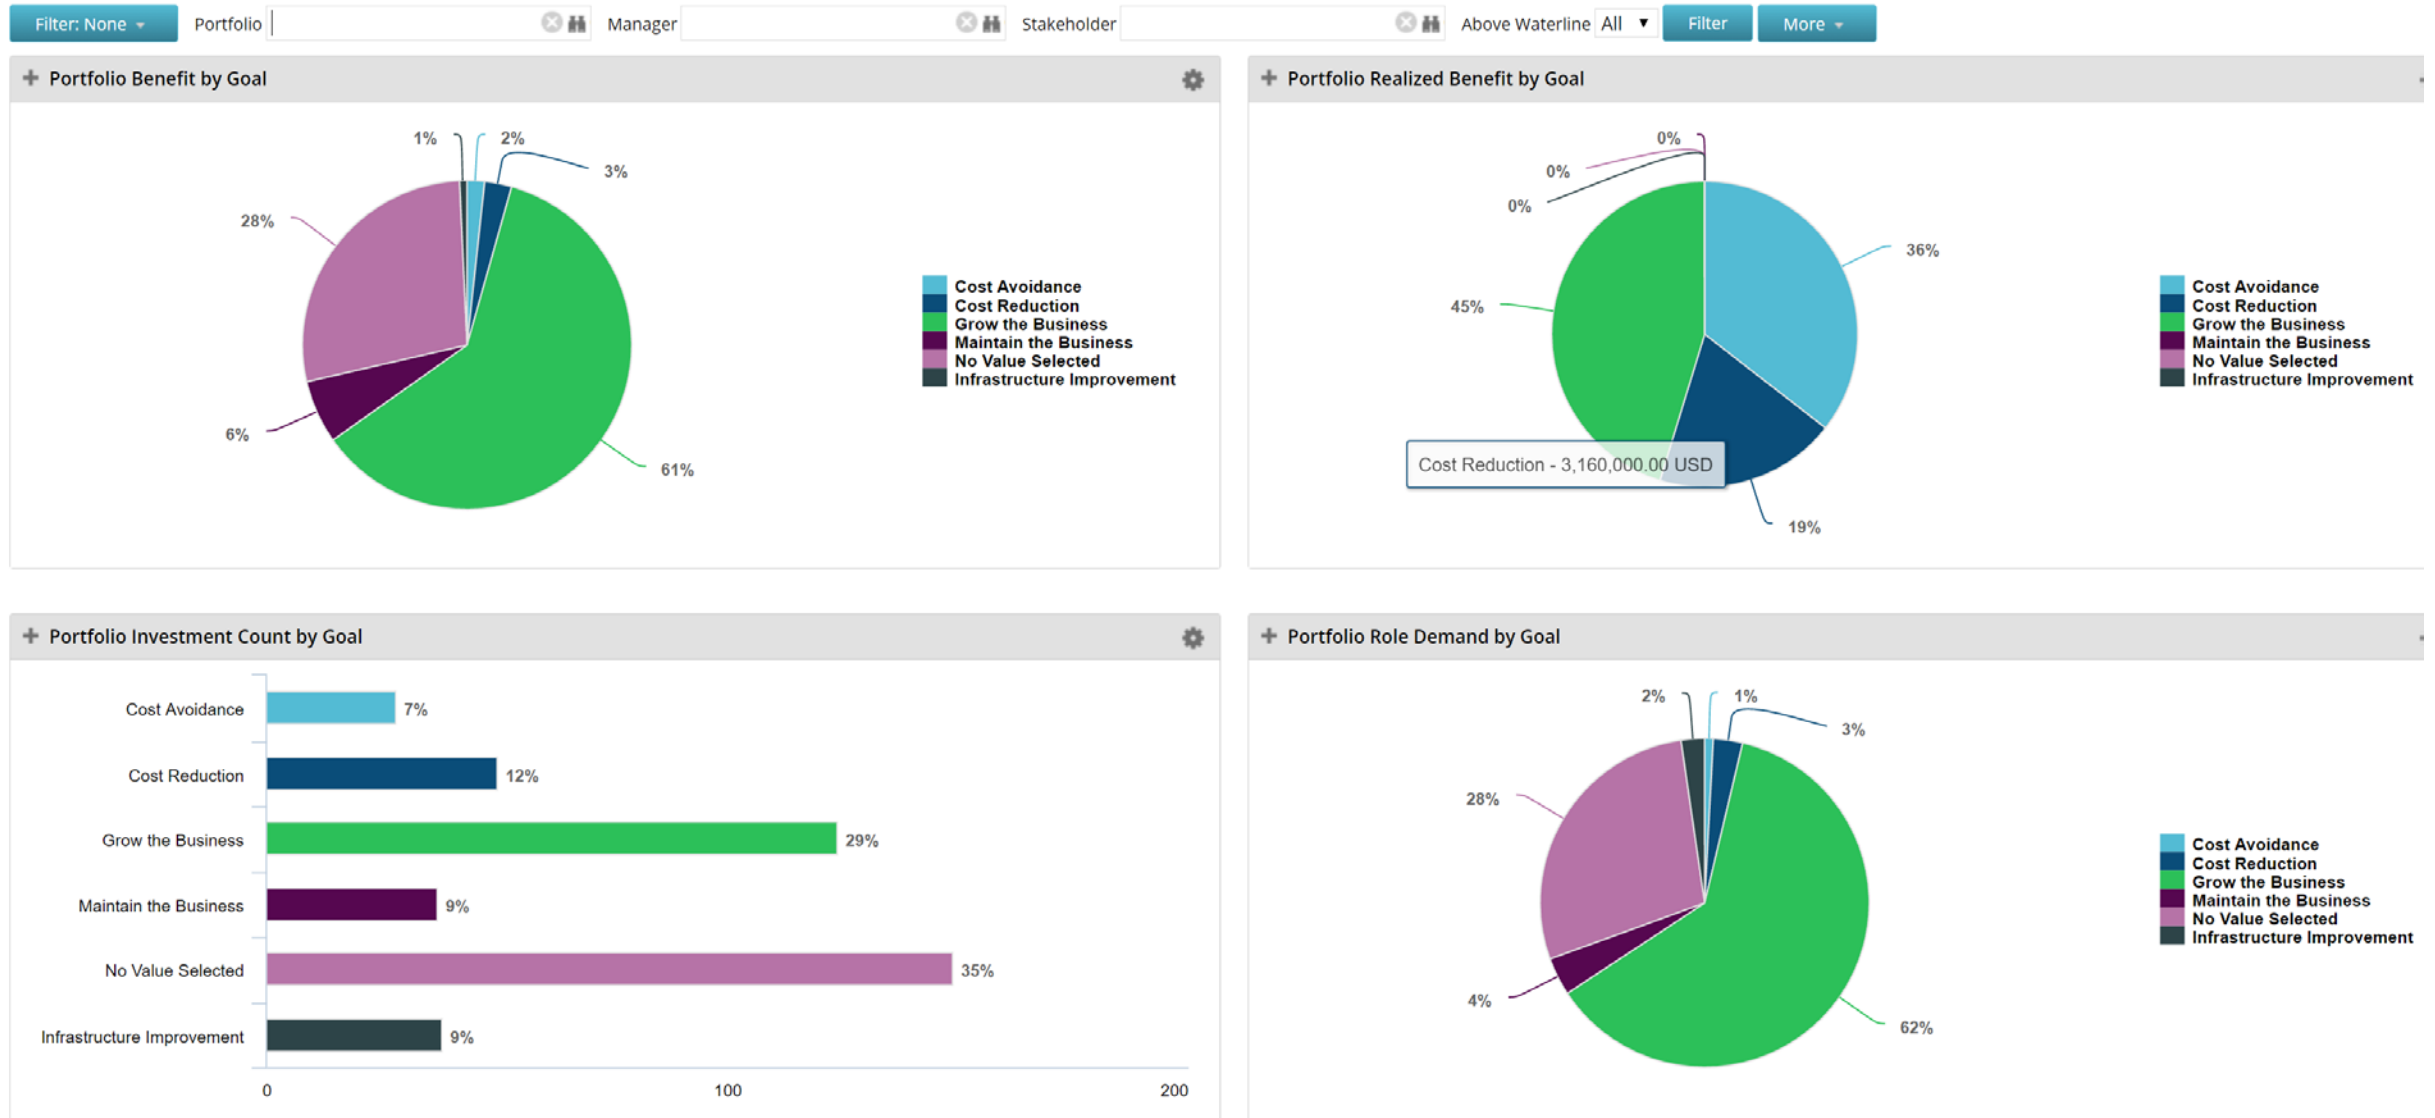 Filter: None
Portfolio
Manager
Stakeholder
Above Waterline
All
Filter
More
Portfolio Benefit by Goal
1%
2%
3%
28%
6%
61%
Cost Avoidance
Cost Reduction
Grow the Business
Maintain the Business
No Value Selected
Infrastructure Improvement
Portfolio Realized Benefit by Goal
0%
0%
0%
36%
45%
Cost Reduction - 3,160,000.00 USD
19%
Cost Avoidance
Cost Reduction
Grow the Business
Maintain the Business
No Value Selected
Infrastructure Improvement
Portfolio Investment Count by Goal
Cost Avoidance 7%
Cost Reduction 12%
Grow the Business 29%
Maintain the Business 9%
No Value Selected 35%
Infrastructure Improvement 9%
0 100 200
Portfolio Role Demand by Goal
2%
1%
3%
28%
4%
62%
Cost Avoidance
Cost Reduction
Grow the Business
Maintain the Business
No Value Selected
Infrastructure Improvement